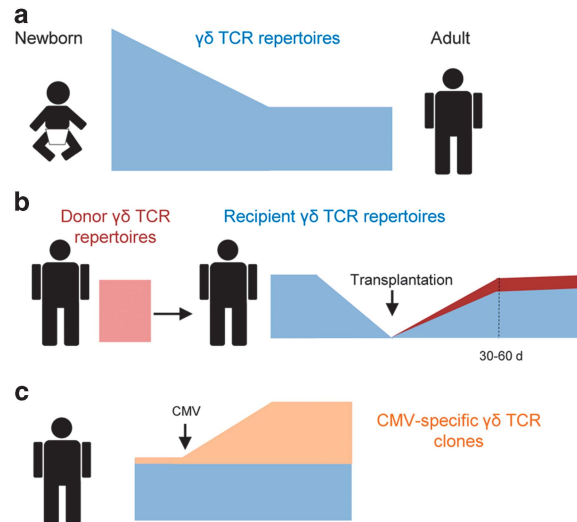 a
Newborn
γδ TCR repertoires
Adult
b
Donor γδ TCR
repertoires
Recipient γδ TCR repertoires
Transplantation
30-60 d
c
CMV
CMV-specific γδ TCR
clones